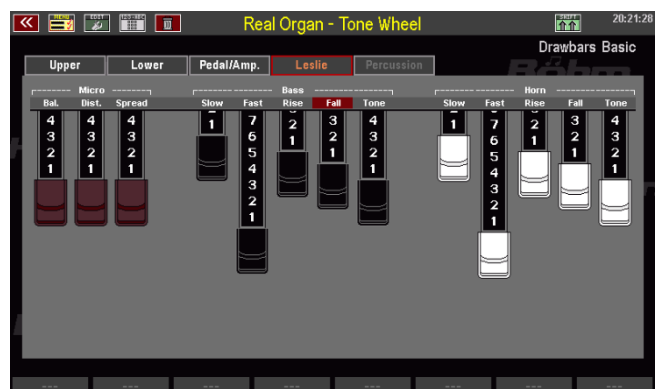 MENU EDIT Real Organ - Tone Wheel SHIFT 20:21:28
Drawbars Basic
Upper Lower Pedal/Amp. Leslie Percussion
Micro Bass Horn
Bal. Dist. Spread Slow Fast Rise Fall Tone Slow Fast Rise Fall Tone
4 4 4 1 7 2 3 4 1 7 2 3 4
3 3 3 6 1 2 3 6 1 2 3
2 2 2 5 1 2 5 1 2
1 1 1 4 1 4 1
3 3
2 2
1 1
--- --- --- --- --- --- --- ---